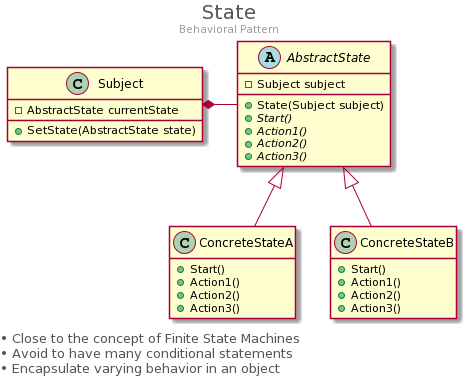 State
Behavioral Pattern
C Subject
AbstractState currentState
SetState(AbstractState state)
A AbstractState
Subject subject
State(Subject subject)
Start()
Action1()
Action2()
Action3()
C ConcreteStateA
Start()
Action1()
Action2()
Action3()
C ConcreteStateB
Start()
Action1()
Action2()
Action3()
• Close to the concept of Finite State Machines
• Avoid to have many conditional statements
• Encapsulate varying behavior in an object